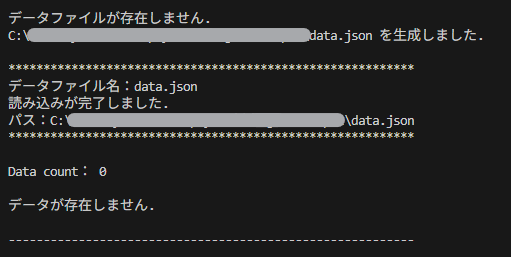 データファイルが存在しません.
C:\data.json を生成しました.
**********************************************************
データファイル名：data.json
読み込みが完了しました.
パス：C:\\data.json
**********************************************************
Data count： 0
データが存在しません.
----------------------------------------------------------